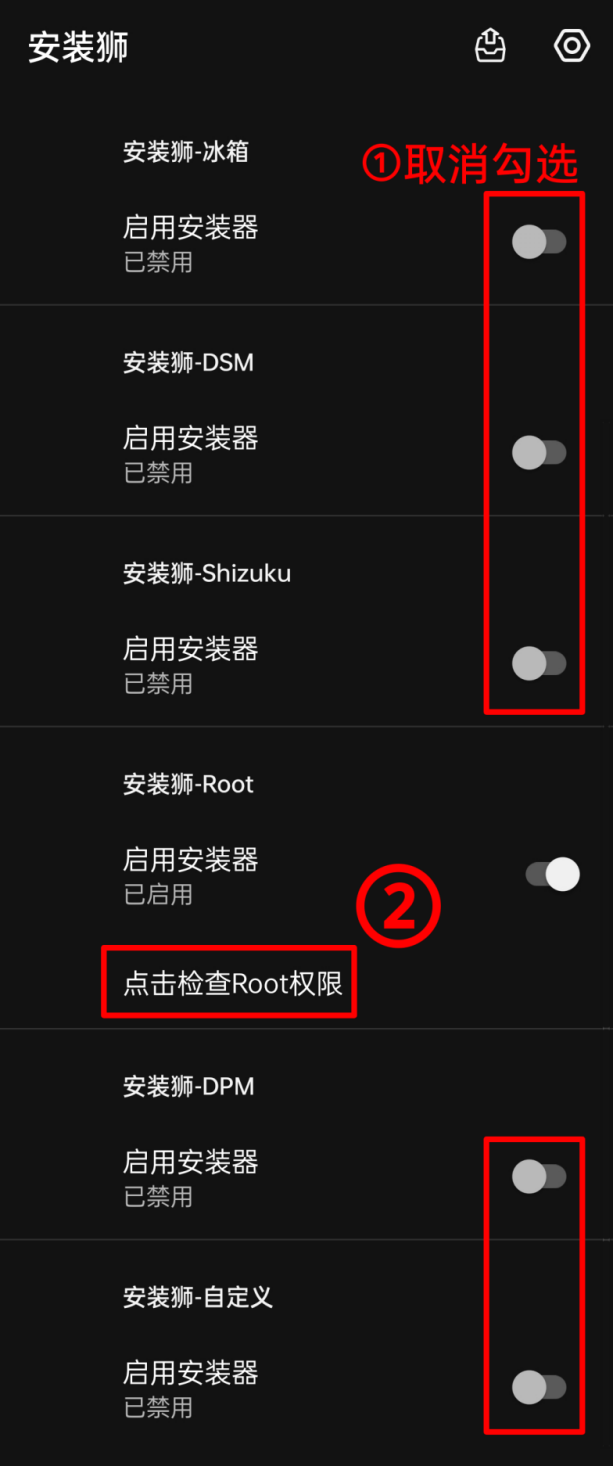 安装狮
安装狮-冰箱
①取消勾选
启用安装器
已禁用
安装狮-DSM
启用安装器
已禁用
安装狮-Shizuku
启用安装器
已禁用
安装狮-Root
启用安装器
已启用
②
点击检查Root权限
安装狮-DPM
启用安装器
已禁用
安装狮-自定义
启用安装器
已禁用